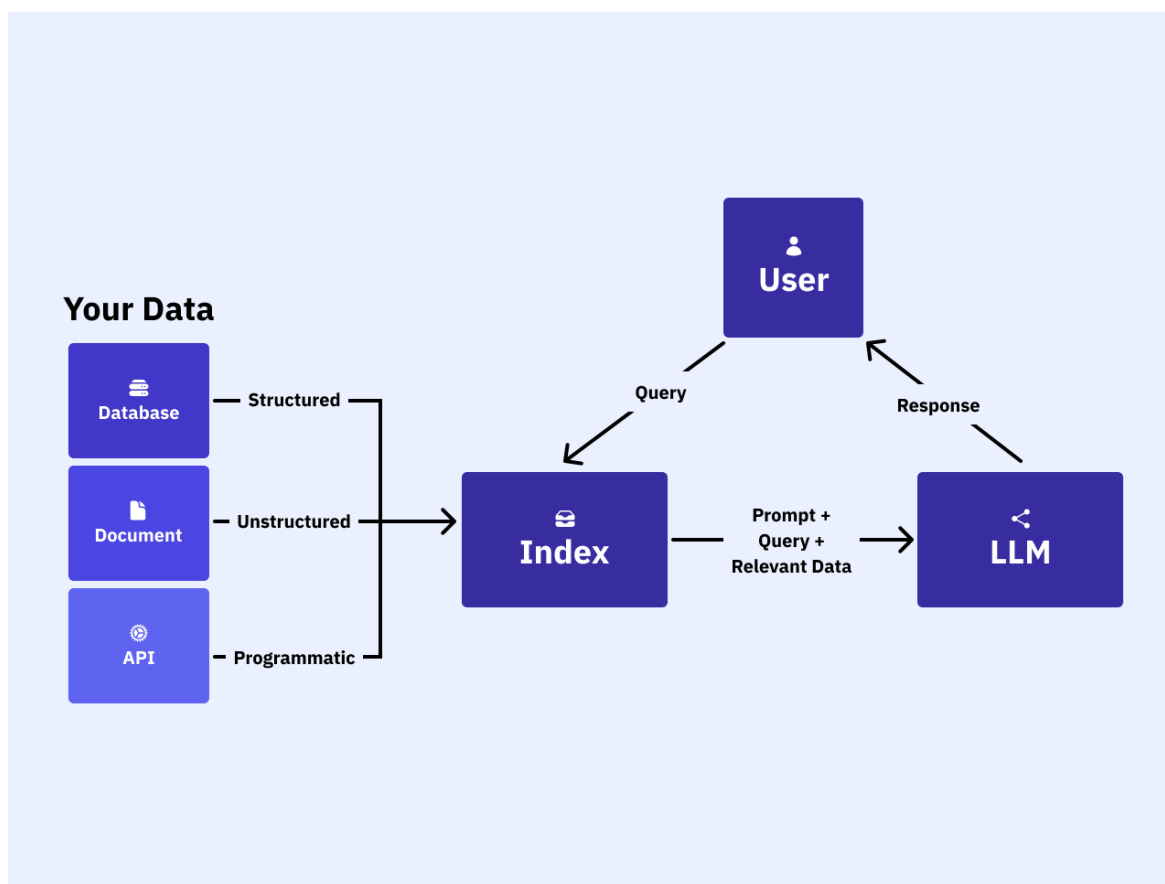 Your Data
Database
Structured
Document
Unstructured
API
Programmatic
Index
Query
User
Prompt +
Query +
Relevant Data
LLM
Response